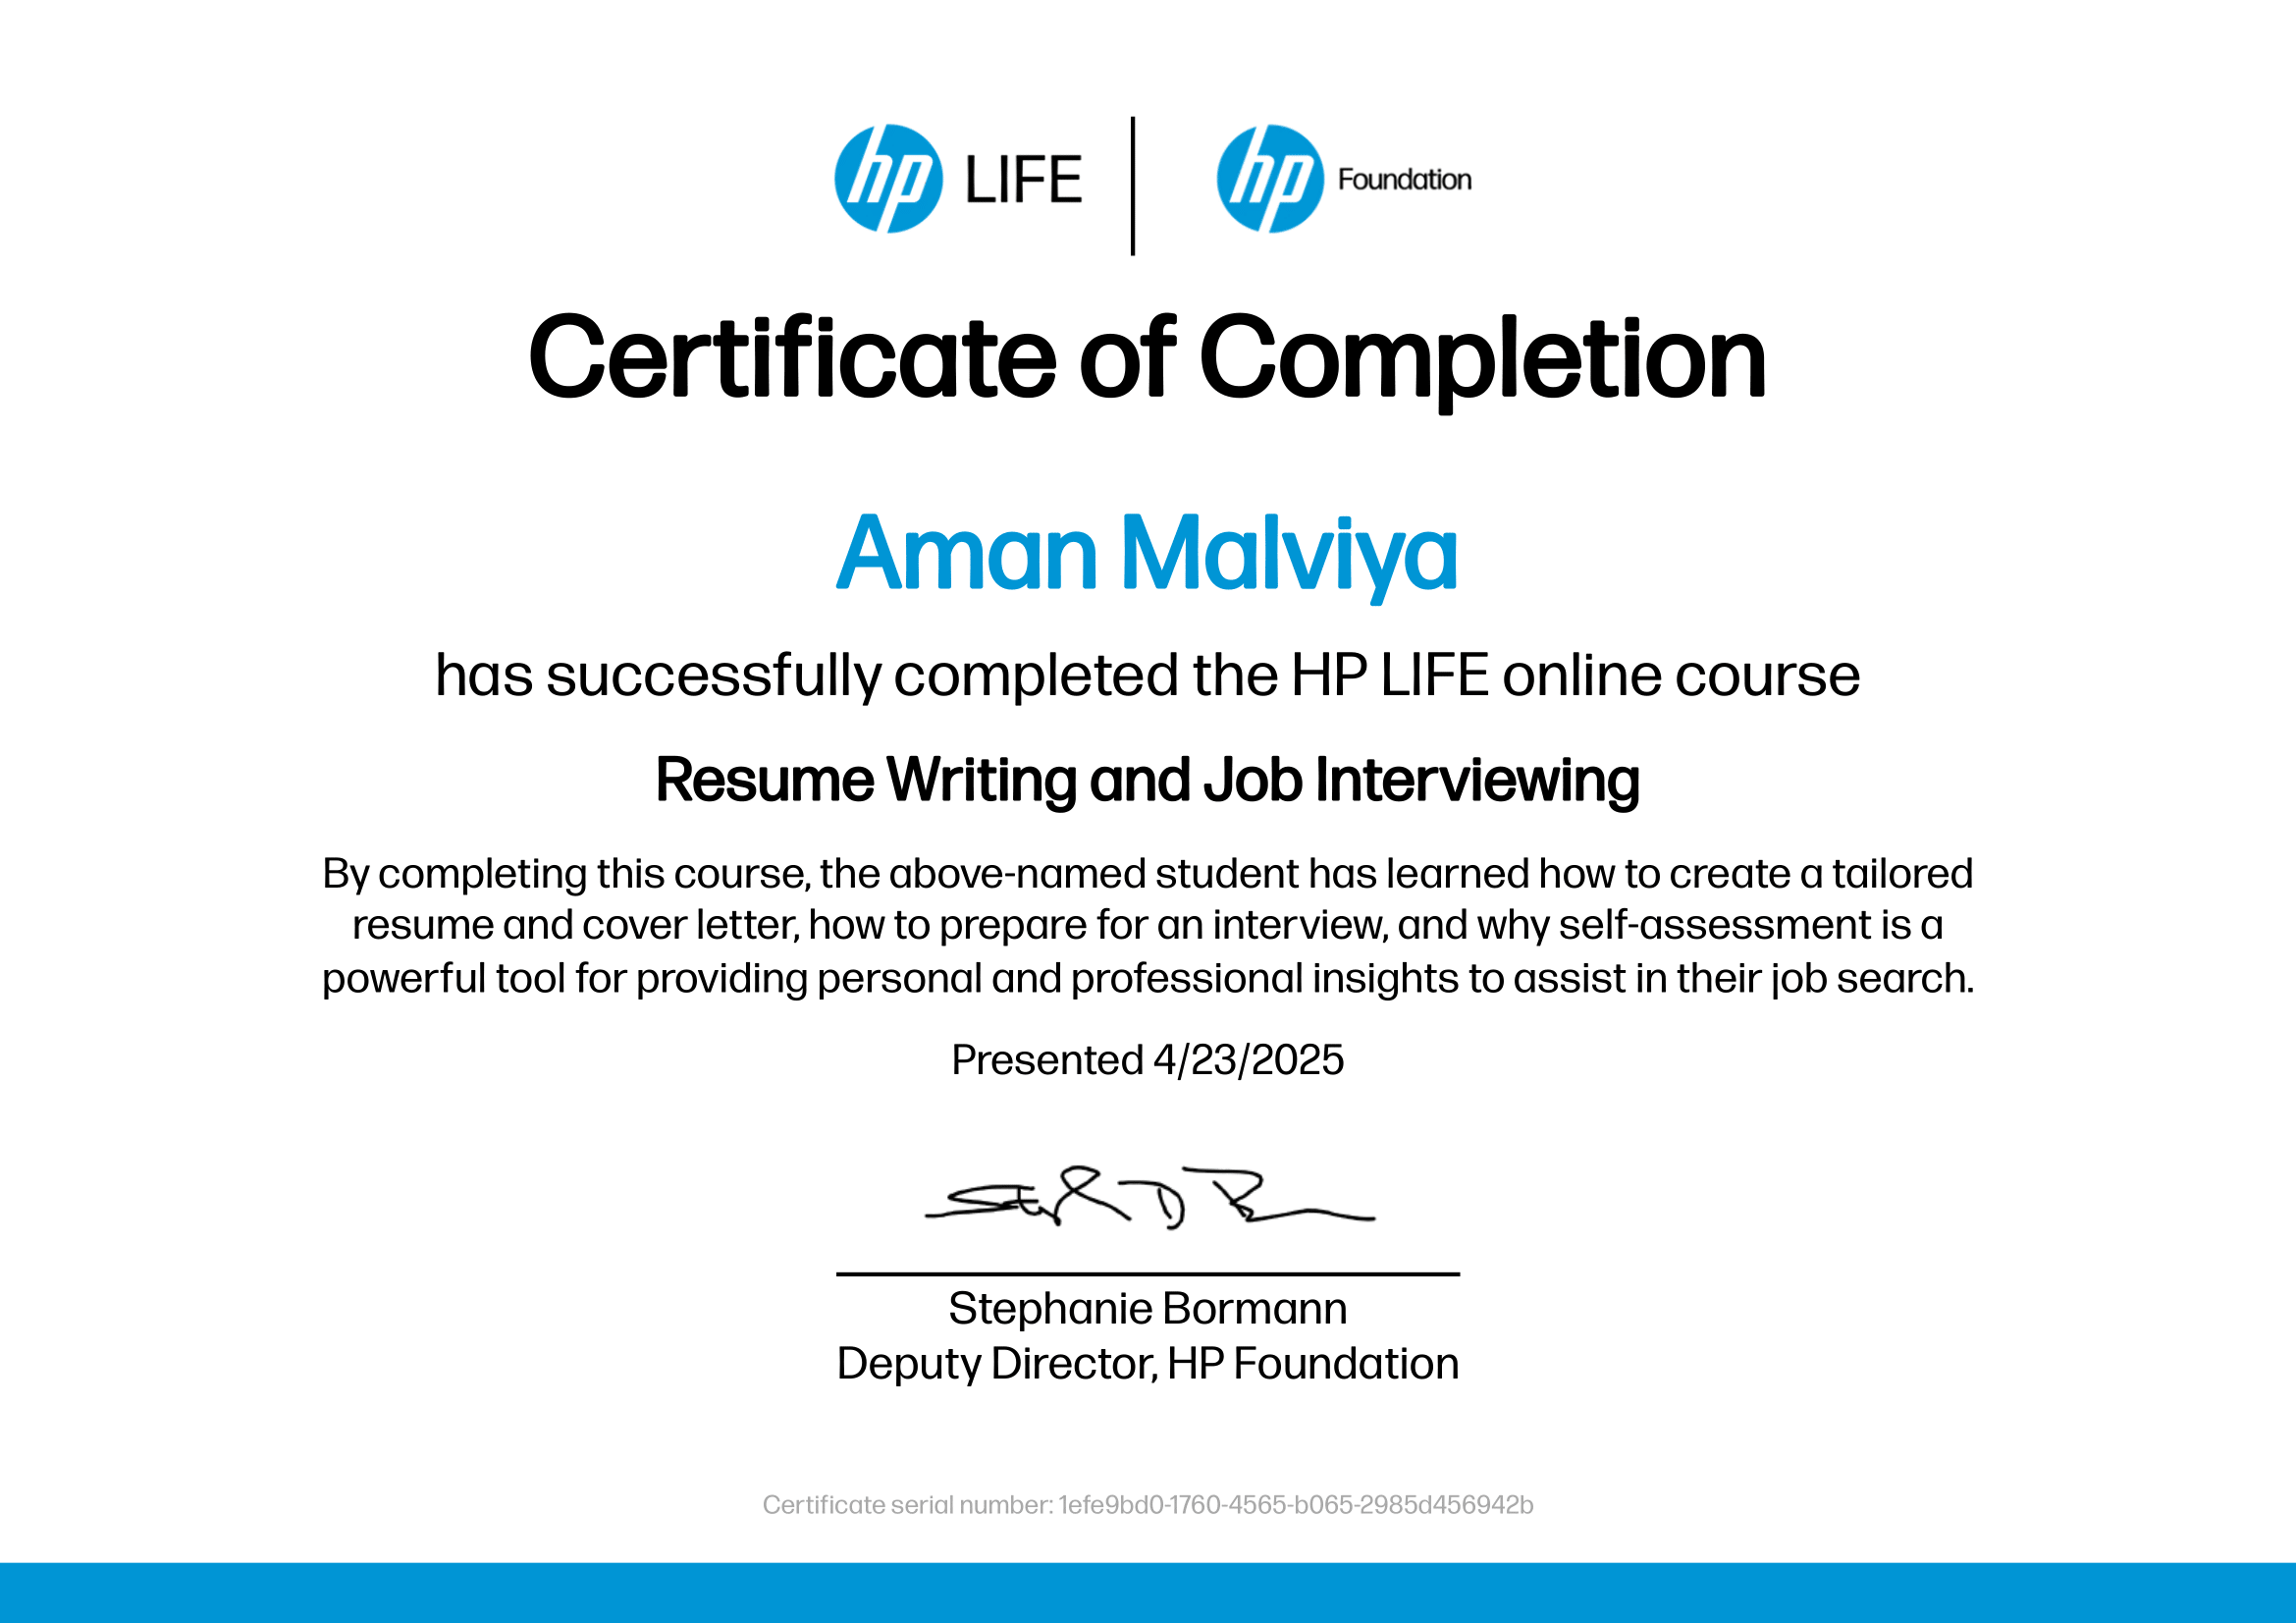 hp LIFE
hp Foundation
Certificate of Completion
Aman Malviya
has successfully completed the HP LIFE online course
Resume Writing and Job Interviewing
By completing this course, the above-named student has learned how to create a tailored
resume and cover letter, how to prepare for an interview, and why self-assessment is a
powerful tool for providing personal and professional insights to assist in their job search.
Presented 4/23/2025
Stephanie Bormann
Deputy Director, HP Foundation
Certificate serial number: 1efe9bd0-1760-4565-b065-2985d456942b